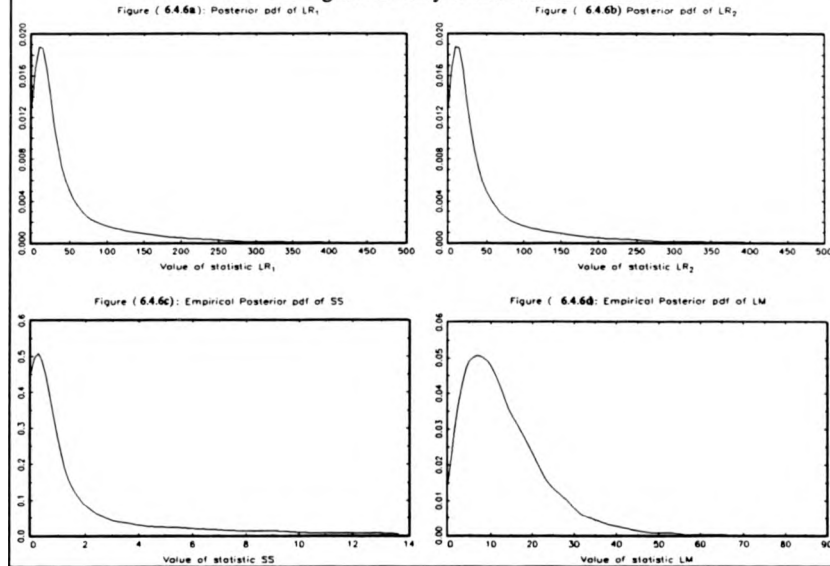 Figure ( 6.4.6a): Posterior pdf of LR₁
0.020
0.016
0.012
0.008
0.004
0.000
0 50 100 150 200 250 300 350 400 450 500
Value of statistic LR₁
Figure ( 6.4.6b) Posterior pdf of LR₂
0.020
0.016
0.012
0.008
0.004
0.000
0 50 100 150 200 250 300 350 400 450 500
Value of statistic LR₂
Figure ( 6.4.6c): Empirical Posterior pdf of SS
0.6
0.5
0.4
0.3
0.2
0.1
0.0
0 2 4 6 8 10 12 14
Value of statistic SS
Figure ( 6.4.6d: Empirical Posterior pdf of LM
0.06
0.05
0.04
0.03
0.02
0.01
0.00
0 10 20 30 40 50 60 70 80 90
Value of statistic LM